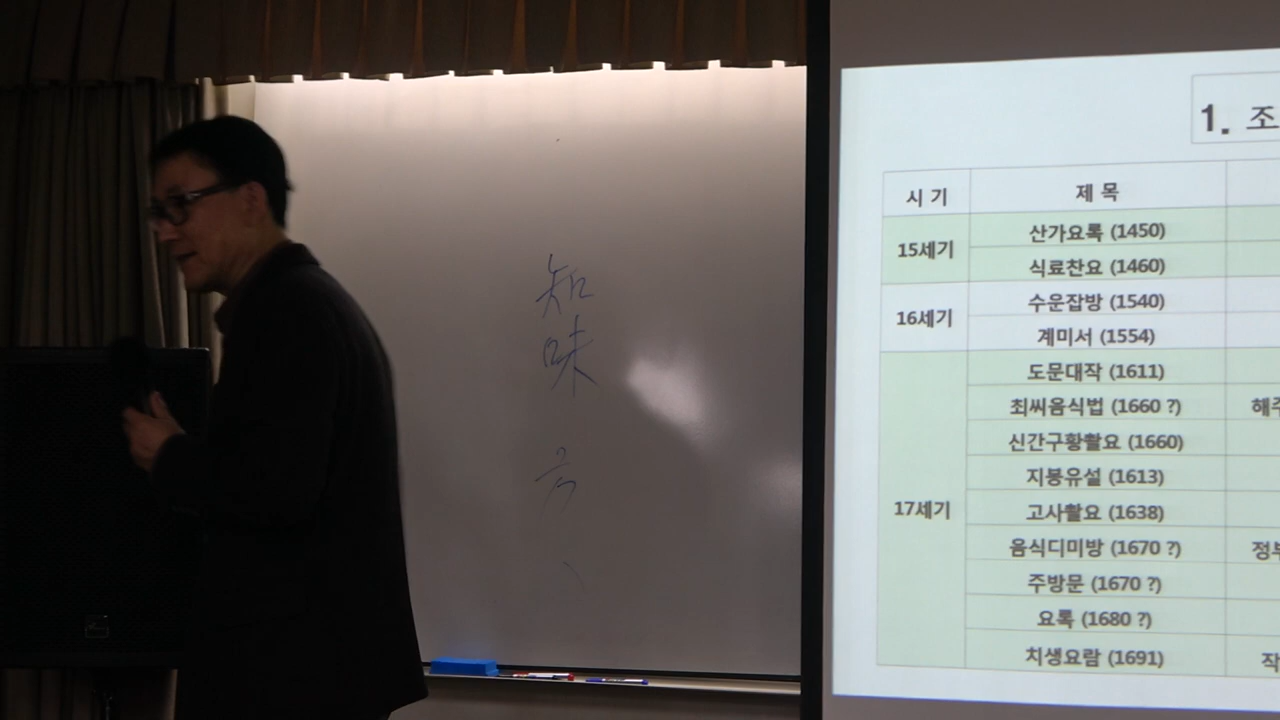 知
味
方
1. 조
시 기 제 목
15세기 산가요록 (1450)
식료찬요 (1460)
16세기 수운잡방 (1540)
계미서 (1554)
17세기 도문대작 (1611)
최씨음식법 (1660 ?) 해주
신간구황촬요 (1660)
지봉유설 (1613)
고사촬요 (1638)
음식디미방 (1670 ?) 정부
주방문 (1670 ?)
요록 (1680 ?)
치생요람 (1691) 작